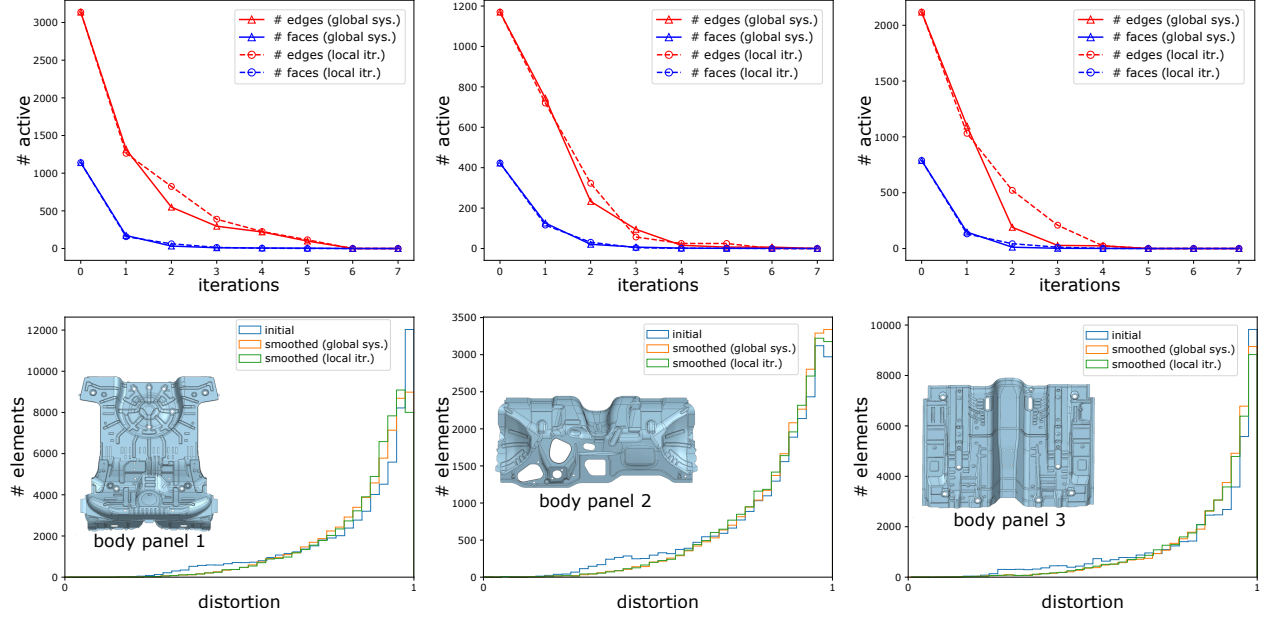 # edges (global sys.)
# faces (global sys.)
# edges (local itr.)
# faces (local itr.)
3000
2500
2000
1500
1000
500
0
# active
0 1 2 3 4 5 6 7
iterations
# edges (global sys.)
# faces (global sys.)
# edges (local itr.)
# faces (local itr.)
1200
1000
800
600
400
200
0
# active
0 1 2 3 4 5 6 7
iterations
# edges (global sys.)
# faces (global sys.)
# edges (local itr.)
# faces (local itr.)
2000
1500
1000
500
0
# active
0 1 2 3 4 5 6 7
iterations
initial
smoothed (global sys.)
smoothed (local itr.)
12000
10000
8000
6000
4000
2000
0
# elements
body panel 1
0 1
distortion
initial
smoothed (global sys.)
smoothed (local itr.)
3500
3000
2500
2000
1500
1000
500
0
# elements
body panel 2
0 1
distortion
initial
smoothed (global sys.)
smoothed (local itr.)
10000
8000
6000
4000
2000
0
# elements
body panel 3
0 1
distortion